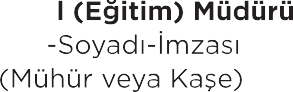 l (Eğitim) Müdürü
-Soyadı-İmzası
(Mühür veya Kaşe)